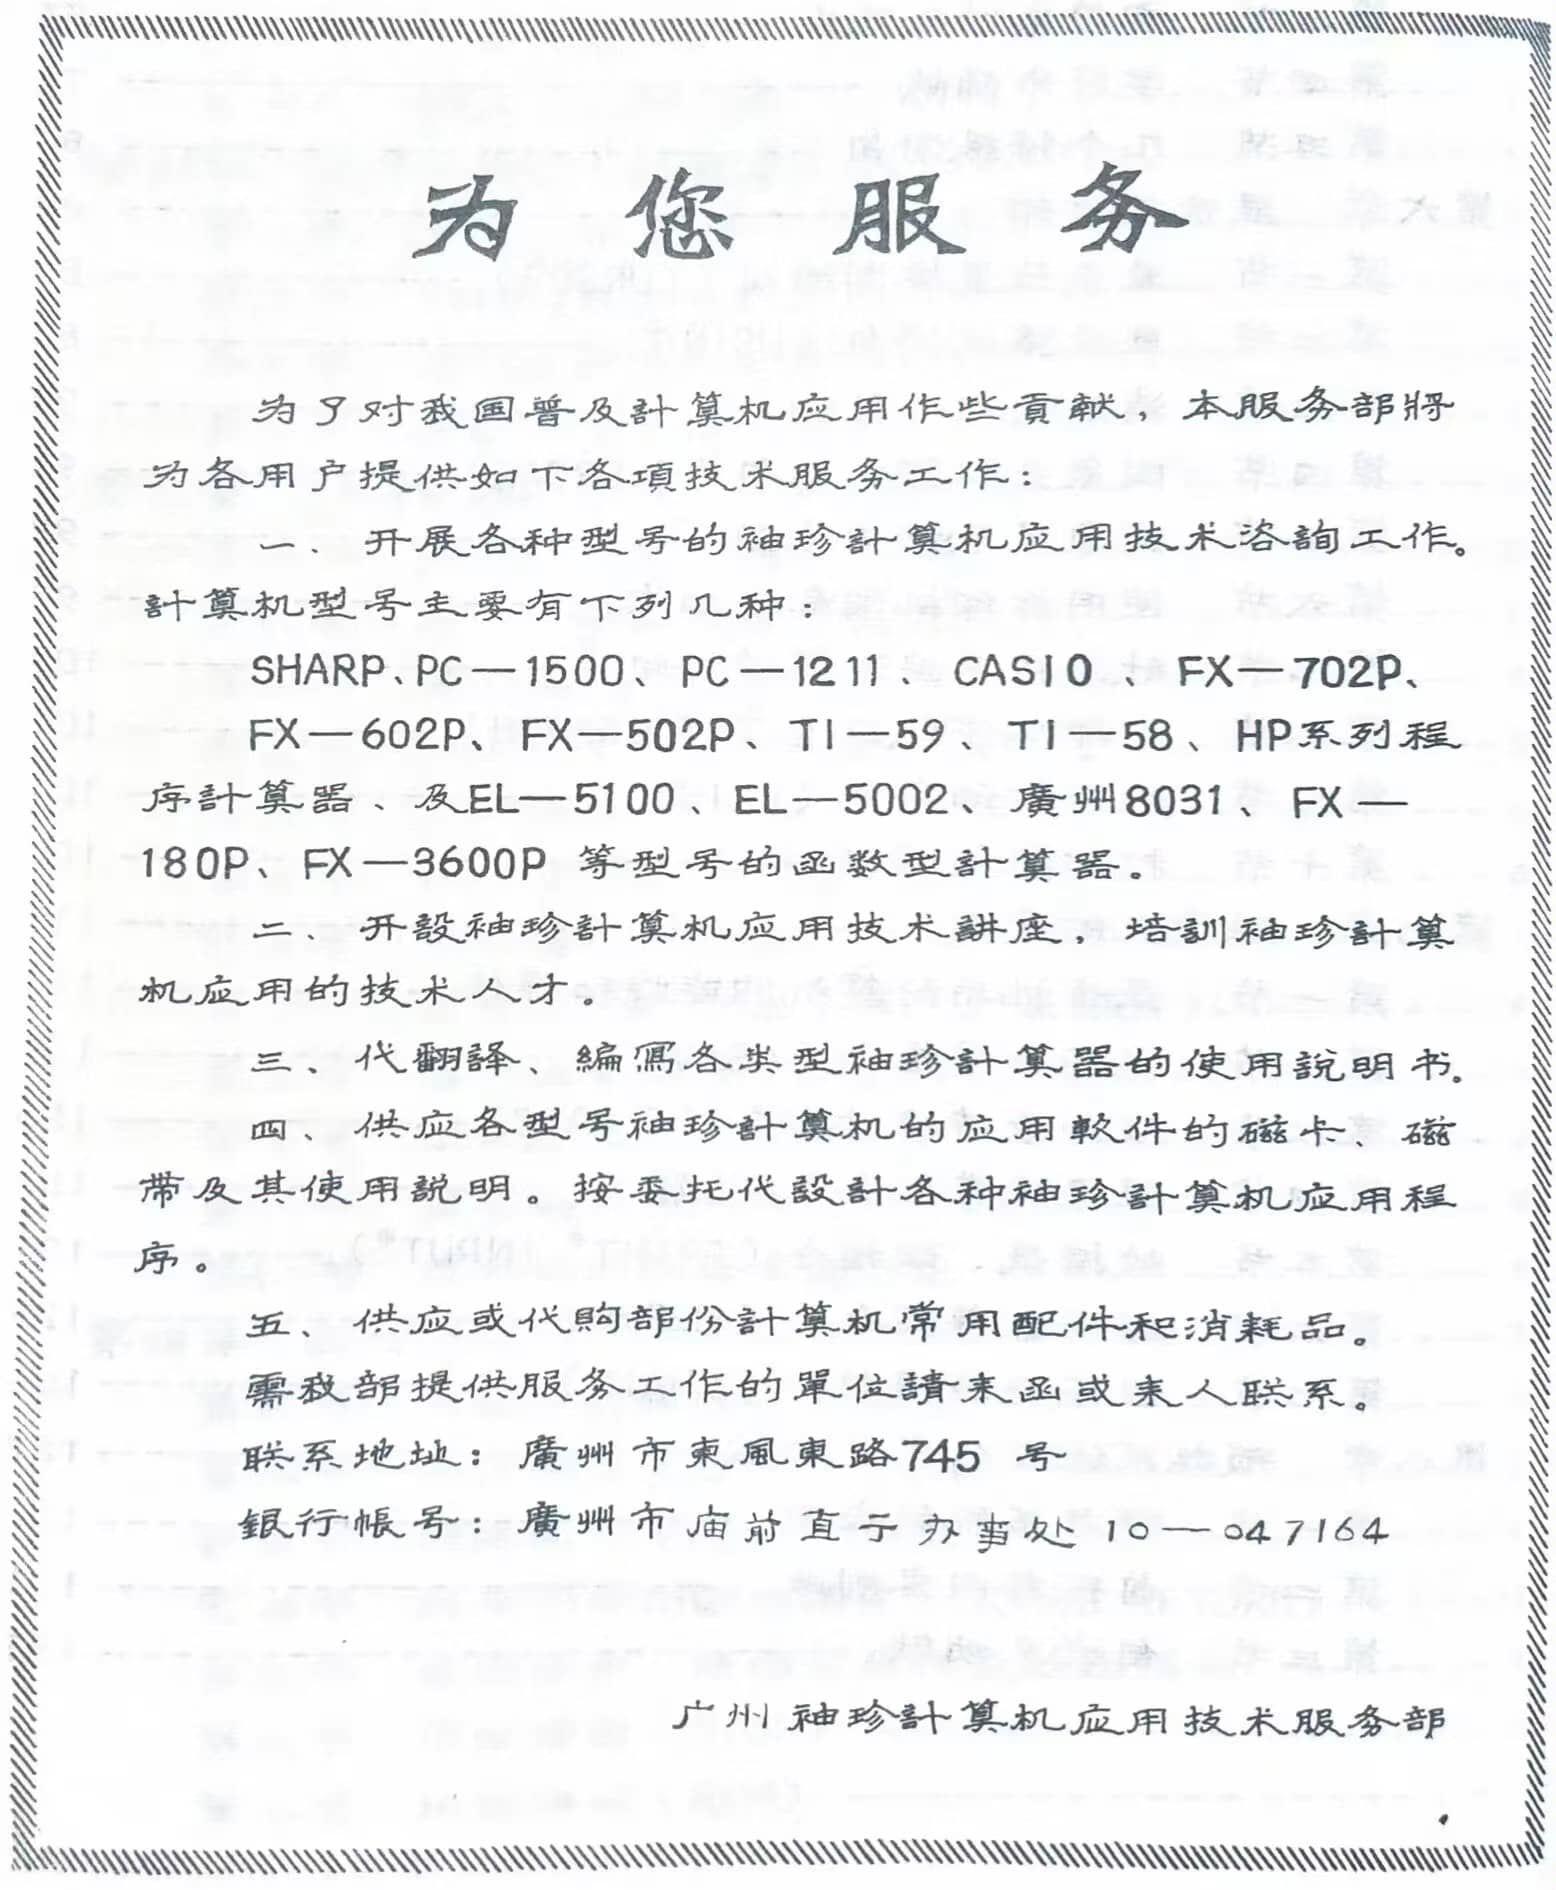 为您服务
为了对我国普及計算机应用作些貢献，本服务部將
为各用户提供如下各項技术服务工作：
一、开展各种型号的袖珍計算机应用技术咨詢工作。
計算机型号主要有下列几种：
SHARP、PC—1500、PC—1211、CASIO、FX—702P、
FX—602P、FX—502P、TI—59、TI—58、HP系列程
序計算器、及EL—5100、EL—5002、廣州8031、FX—
180P、FX—3600P等型号的函数型計算器。
二、开設袖珍計算机应用技术講座，培訓袖珍計算
机应用的技术人才。
三、代翻譯、編寫各类型袖珍計算器的使用說明书。
四、供应各型号袖珍計算机的应用軟件的磁卡、磁
带及其使用說明。按委托代設計各种袖珍計算机应用程
序。
五、供应或代購部份計算机常用配件和消耗品。
需我部提供服务工作的單位請来函或来人联系。
联系地址：廣州市東風東路745号
銀行帳号：廣州市庙前直于办事处10—047164
广州袖珍計算机应用技术服务部